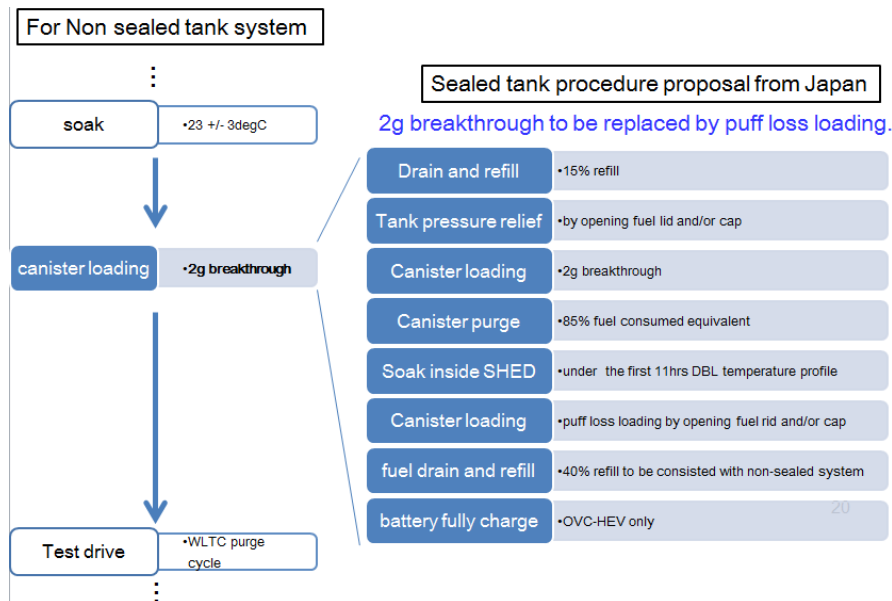 For Non sealed tank system
soak
•23 +/- 3degC
canister loading
•2g breakthrough
Test drive
•WLTC purge
cycle
Sealed tank procedure proposal from Japan
2g breakthrough to be replaced by puff loss loading.
Drain and refill
•15% refill
Tank pressure relief
•by opening fuel lid and/or cap
Canister loading
•2g breakthrough
Canister purge
•85% fuel consumed equivalent
Soak inside SHED
•under the first 11hrs DBL temperature profile
Canister loading
•puff loss loading by opening fuel rid and/or cap
fuel drain and refill
•40% refill to be consisted with non-sealed system
20
battery fully charge
•OVC-HEV only